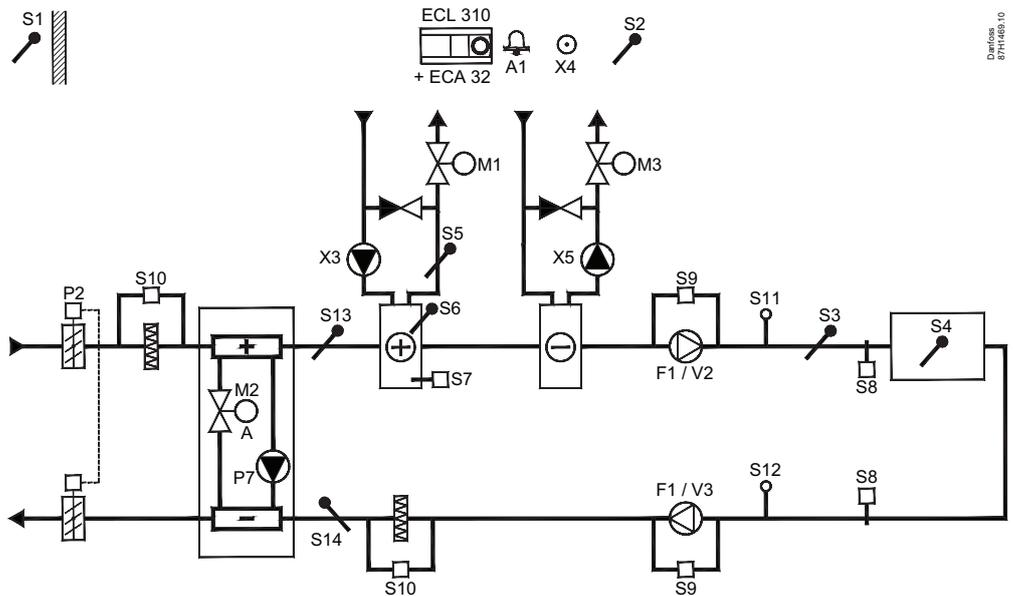 S1
ECL 310
+ ECA 32
A1
X4
S2
Danfoss
87H1469.10
M1
M3
X3
S5
X5
P2
S10
S13
S6
S9
S11
S3
S4
S7
F1 / V2
S8
M2
A
P7
S14
S10
F1 / V3
S12
S8
S9